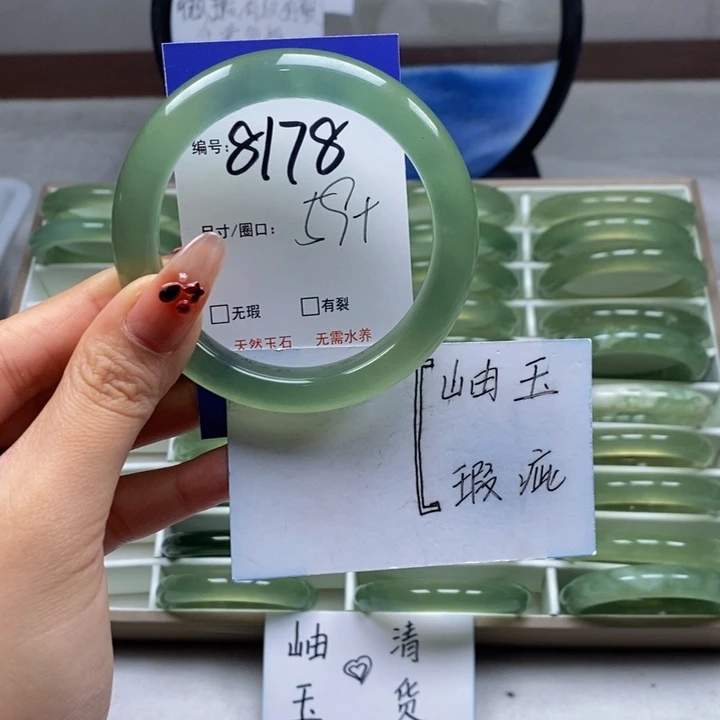 编号: 8178
尺寸/圈口: 59+
□无瑕 □有裂
天然玉石 无需水养
岫玉
瑕疵
岫玉♡清货